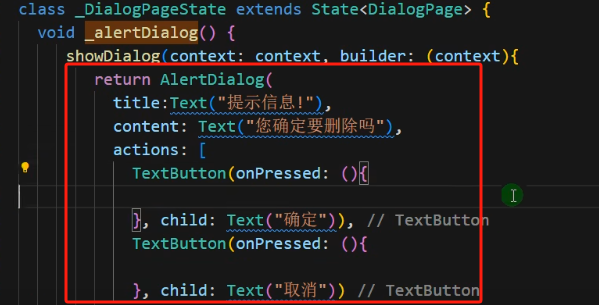 class _DialogPageState extends State<DialogPage> {
void _alertDialog() {
showDialog(context: context, builder: (context){
return AlertDialog(
title:Text("提示信息!"),
content: Text("您确定要删除吗"),
actions: [
TextButton(onPressed: (){
}, child: Text("确定")), // TextButton
TextButton(onPressed: (){
}, child: Text("取消")) // TextButton